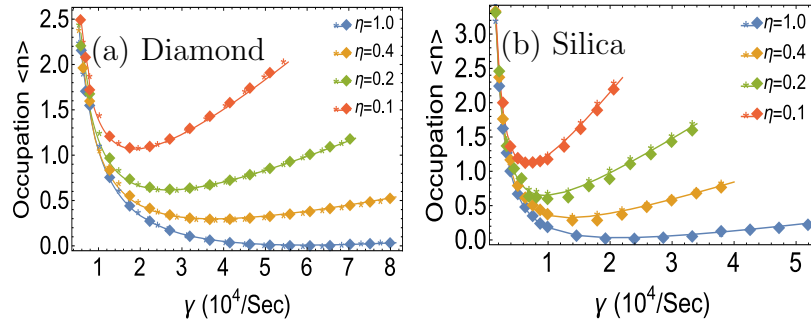 (a) Diamond
Occupation <n>
2.5
2.0
1.5
1.0
0.5
0.0
η=1.0
η=0.4
η=0.2
η=0.1
1 2 3 4 5 6 7 8
γ (10⁴/Sec)
(b) Silica
Occupation <n>
3.0
2.5
2.0
1.5
1.0
0.5
0.0
η=1.0
η=0.4
η=0.2
η=0.1
1 2 3 4 5
γ (10⁴/Sec)